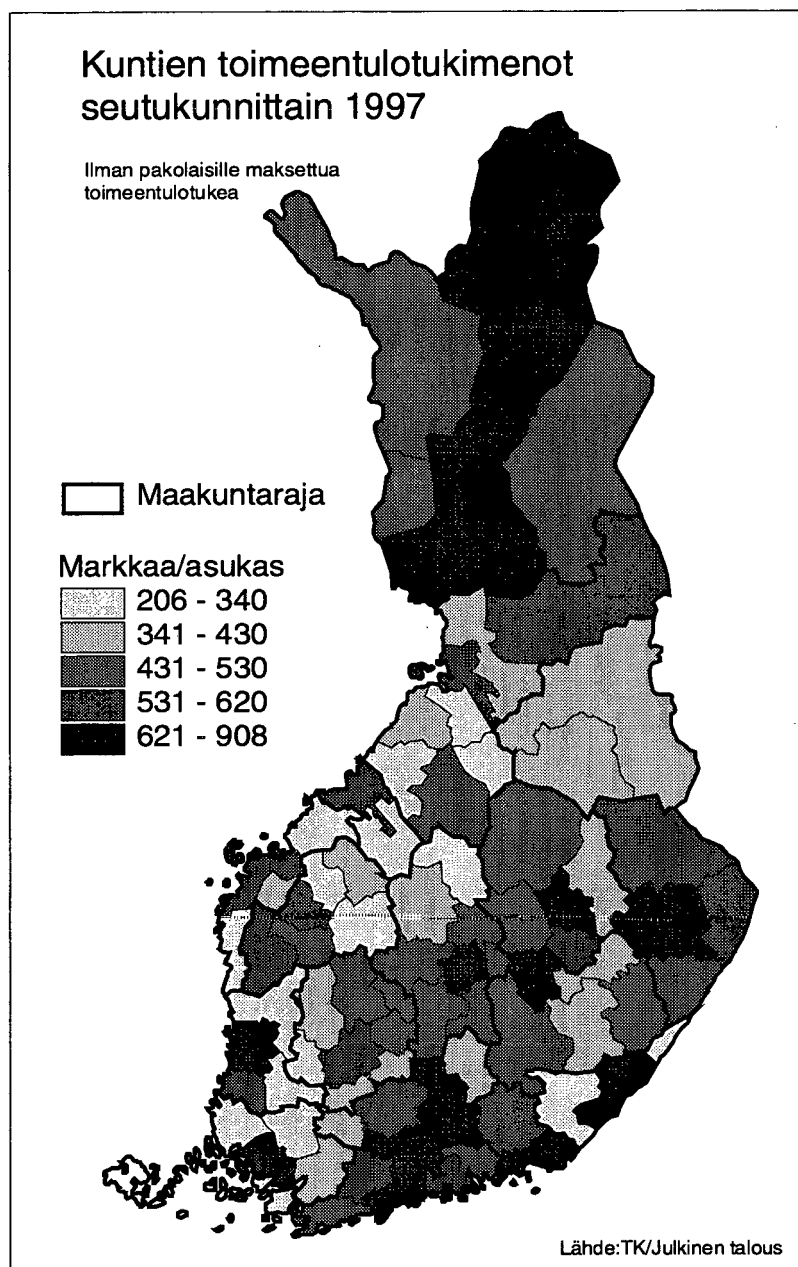 Kuntien toimeentulotukimenot
seutukunnittain 1997
Ilman pakolaisille maksettua
toimeentulotukea
Maakuntaraja
Markkaa/asukas
206 - 340
341 - 430
431 - 530
531 - 620
621 - 908
Lähde:TK/Julkinen talous